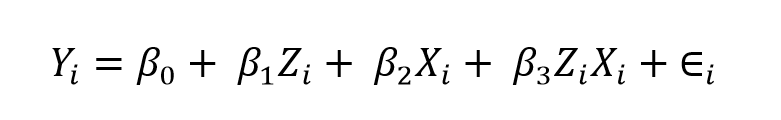 Yᵢ = β₀ + β₁Zᵢ + β₂Xᵢ + β₃ZᵢXᵢ + ∈ᵢ